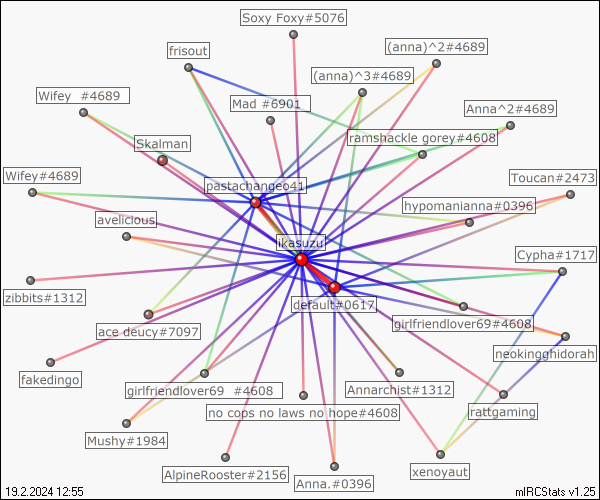 Soxy Foxy#5076
frisout
(anna)^2#4689
(anna)^3#4689
Wifey  #4689
Mad #6901
Anna^2#4689
Skalman
ramshackle gorey#4608
Wifey#4689
pastachangeo41
Toucan#2473
avelicious
hypomanianna#0396
ikasuzu
Cypha#1717
zibbits#1312
default#0617
ace deucy#7097
girlfriendlover69#4608
neokingghidorah
fakedingo
girlfriendlover69  #4608
Annarchist#1312
no cops no laws no hope#4608
rattgaming
Mushy#1984
AlpineRooster#2156
Anna.#0396
xenoyaut
19.2.2024 12:55
mIRCStats v1.25